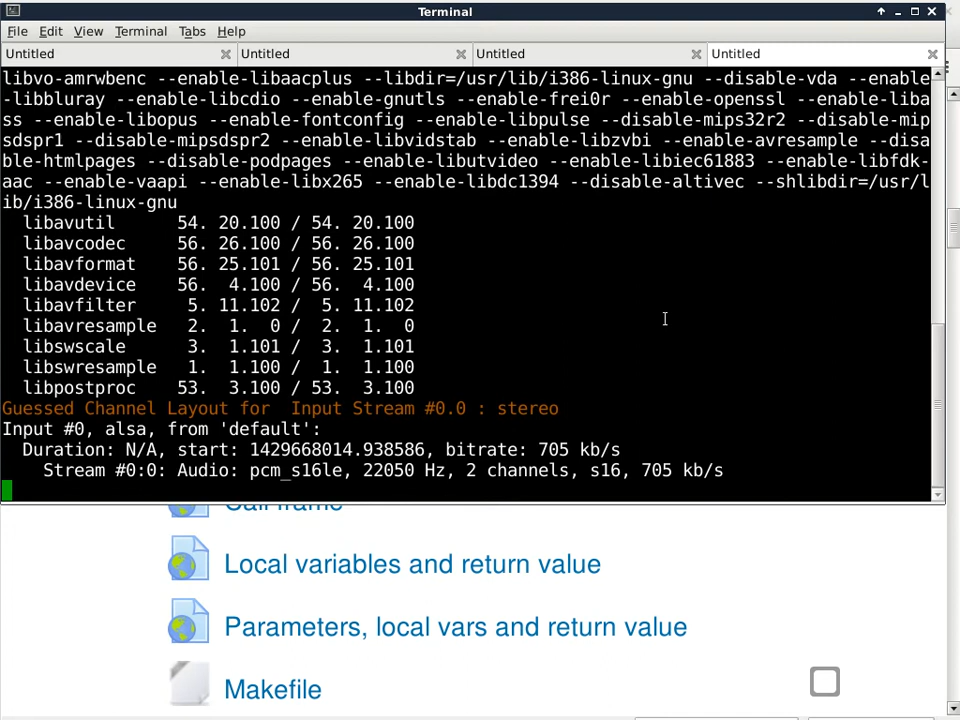 Terminal
File Edit View Terminal Tabs Help
Untitled Untitled Untitled Untitled
libvo-amrwbenc --enable-libaacplus --libdir=/usr/lib/i386-linux-gnu --disable-vda --enable
-libbluray --enable-libcdio --enable-gnutls --enable-frei0r --enable-openssl --enable-liba
ss --enable-libopus --enable-fontconfig --enable-libpulse --disable-mips32r2 --disable-mip
sdspr1 --disable-mipsdspr2 --enable-libvidstab --enable-libzvbi --enable-avresample --disa
ble-htmlpages --disable-podpages --enable-libutvideo --enable-libiec61883 --enable-libfdk-
aac --enable-vaapi --enable-libx265 --enable-libdc1394 --disable-altivec --shlibdir=/usr/l
ib/i386-linux-gnu
libavutil 54. 20.100 / 54. 20.100
libavcodec 56. 26.100 / 56. 26.100
libavformat 56. 25.101 / 56. 25.101
libavdevice 56. 4.100 / 56. 4.100
libavfilter 5. 11.102 / 5. 11.102
libavresample 2. 1. 0 / 2. 1. 0
libswscale 3. 1.101 / 3. 1.101
libswresample 1. 1.100 / 1. 1.100
libpostproc 53. 3.100 / 53. 3.100
Guessed Channel Layout for Input Stream #0.0 : stereo
Input #0, alsa, from 'default':
Duration: N/A, start: 1429668014.938586, bitrate: 705 kb/s
Stream #0:0: Audio: pcm_s16le, 22050 Hz, 2 channels, s16, 705 kb/s
Call frame
Local variables and return value
Parameters, local vars and return value
Makefile